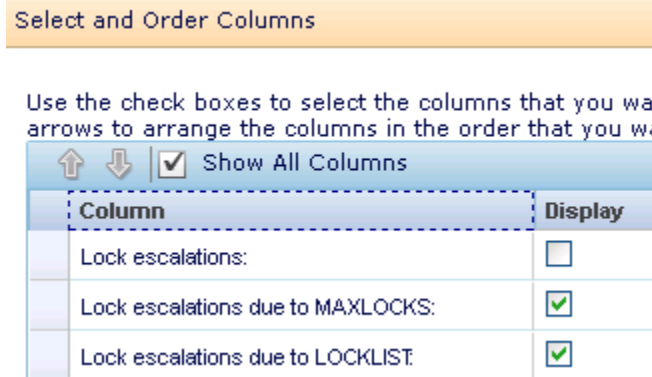 Select and Order Columns
Use the check boxes to select the columns that you wa
arrows to arrange the columns in the order that you wa
Show All Columns
Column Display
Lock escalations:
Lock escalations due to MAXLOCKS:
Lock escalations due to LOCKLIST: